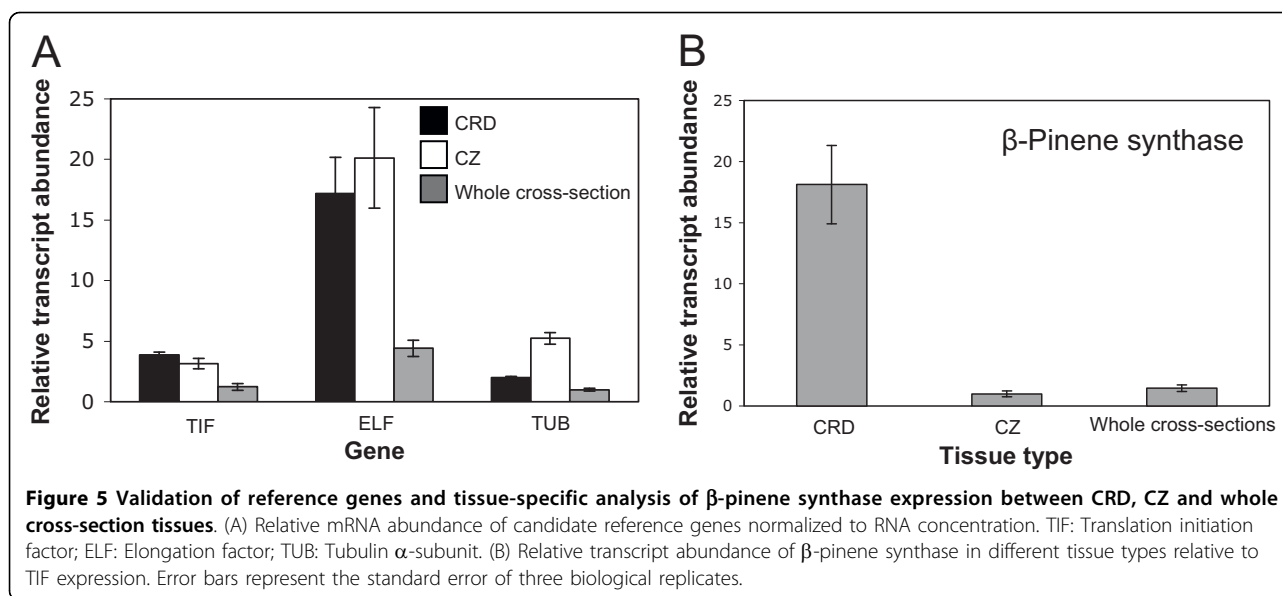 A
Relative transcript abundance
25
20
15
10
5
0
CRD
CZ
Whole cross-section
TIF
ELF
TUB
Gene
B
Relative transcript abundance
25
20
15
10
5
0
β-Pinene synthase
CRD
CZ
Whole cross-sections
Tissue type
Figure 5 Validation of reference genes and tissue-specific analysis of β-pinene synthase expression between CRD, CZ and whole
cross-section tissues. (A) Relative mRNA abundance of candidate reference genes normalized to RNA concentration. TIF: Translation initiation
factor; ELF: Elongation factor; TUB: Tubulin α-subunit. (B) Relative transcript abundance of β-pinene synthase in different tissue types relative to
TIF expression. Error bars represent the standard error of three biological replicates.